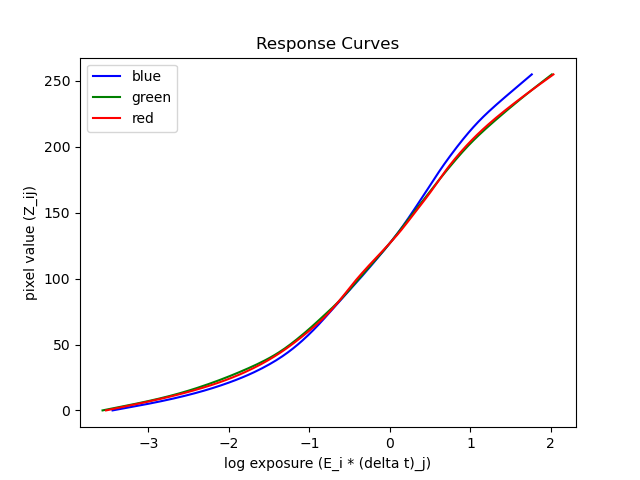 Response Curves
blue
green
red
250
200
150
100
50
0
pixel value (Z_ij)
−3
−2
−1
0
1
2
log exposure (E_i * (delta t)_j)